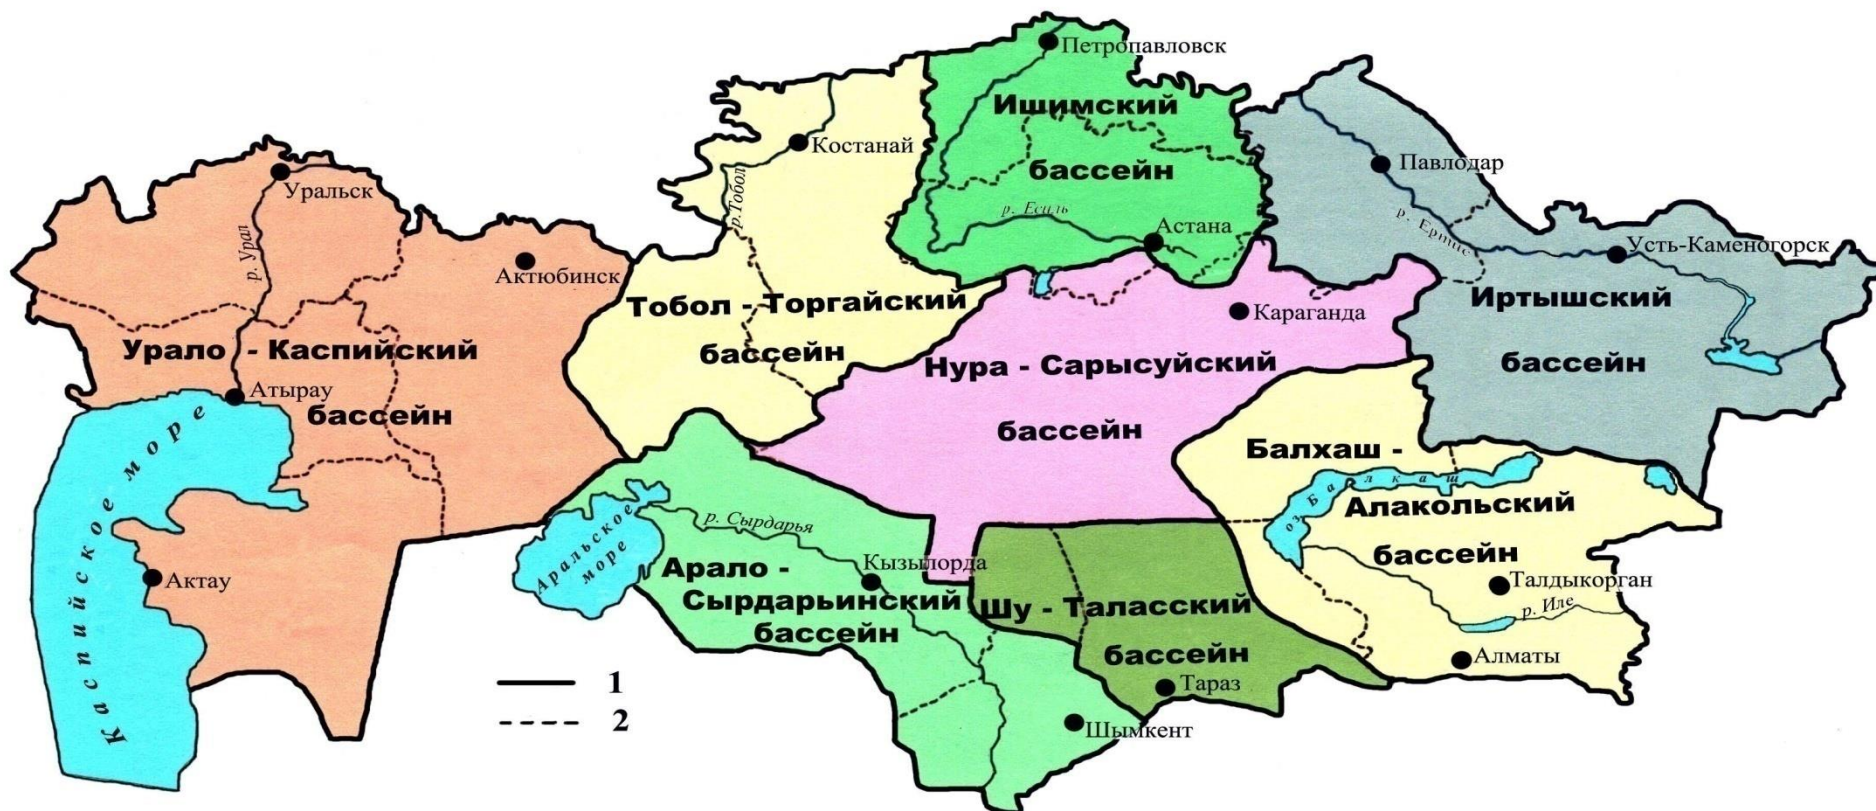 Петропавловск
Ишимский
бассейн
р. Есиль
Астана
Костанай
р.Тобол
Тобол - Торгайский
бассейн
Павлодар
р. Ертис
Усть-Каменогорск
Иртышский
бассейн
Уральск
р. Урал
Актюбинск
Урало - Каспийский
бассейн
Атырау
Каспийское море
Актау
Караганда
Нура - Сарысуйский
бассейн
Балхаш -
Алакольский
бассейн
оз. Балкаш
Талдыкорган
р. Иле
Алматы
Аральское
море
р. Сырдарья
Кызылорда
Арало -
Сырдарьинский
бассейн
Шымкент
Шу - Таласский
бассейн
Тараз
1
2